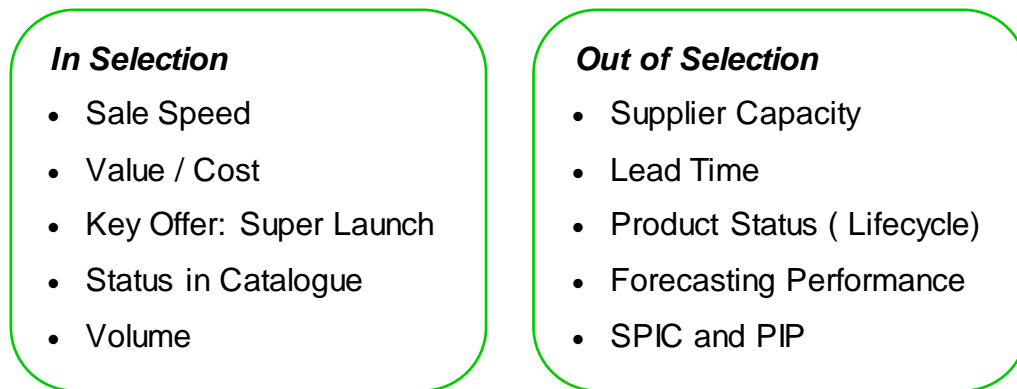 In Selection
• Sale Speed
• Value / Cost
• Key Offer: Super Launch
• Status in Catalogue
• Volume
Out of Selection
• Supplier Capacity
• Lead Time
• Product Status ( Lifecycle)
• Forecasting Performance
• SPIC and PIP